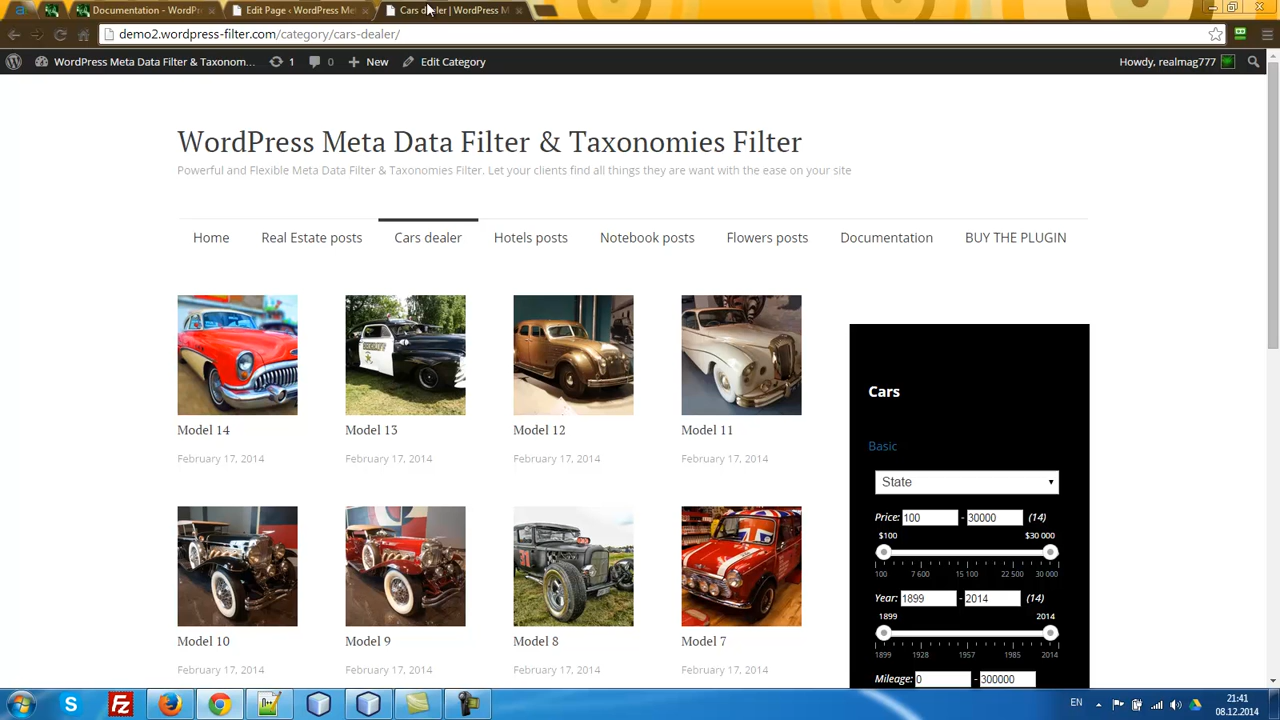 Documentation - WordPr
Edit Page ‹ WordPress Met
Cars dealer | WordPress M
demo2.wordpress-filter.com/category/cars-dealer/
WordPress Meta Data Filter & Taxonom... 1 0 New Edit Category Howdy, realmag777
WordPress Meta Data Filter & Taxonomies Filter
Powerful and Flexible Meta Data Filter & Taxonomies Filter. Let your clients find all things they are want with the ease on your site
Home Real Estate posts Cars dealer Hotels posts Notebook posts Flowers posts Documentation BUY THE PLUGIN
Model 14 Model 13 Model 12 Model 11
February 17, 2014 February 17, 2014 February 17, 2014 February 17, 2014
Model 10 Model 9 Model 8 Model 7
February 17, 2014 February 17, 2014 February 17, 2014 February 17, 2014
Cars
Basic
State
Price: 100 - 30000 (14)
$100 $30 000
100 7 600 15 100 22 500 30 000
Year: 1899 - 2014 (14)
1899 2014
1899 1928 1957 1985 2014
Mileage: 0 300000
EN 21:41
08.12.2014